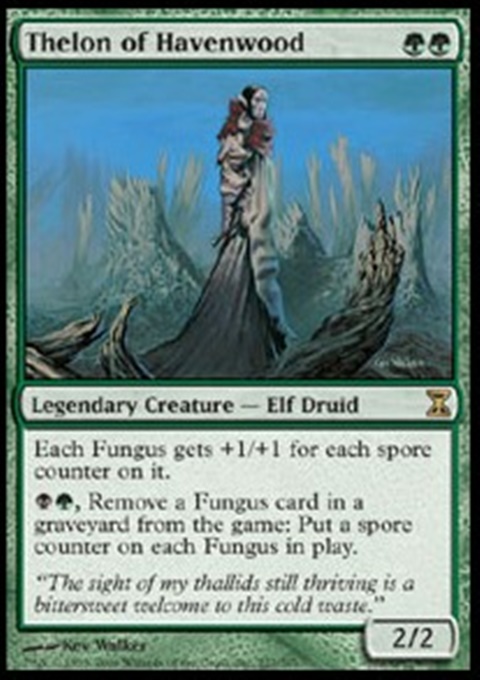 Thelon of Havenwood
Legendary Creature — Elf Druid
Each Fungus gets +1/+1 for each spore
counter on it.
, Remove a Fungus card in a
graveyard from the game: Put a spore
counter on each Fungus in play.
"The sight of my thallids still thriving is a
bittersweet welcome to this cold waste."
Kev Walker
2/2